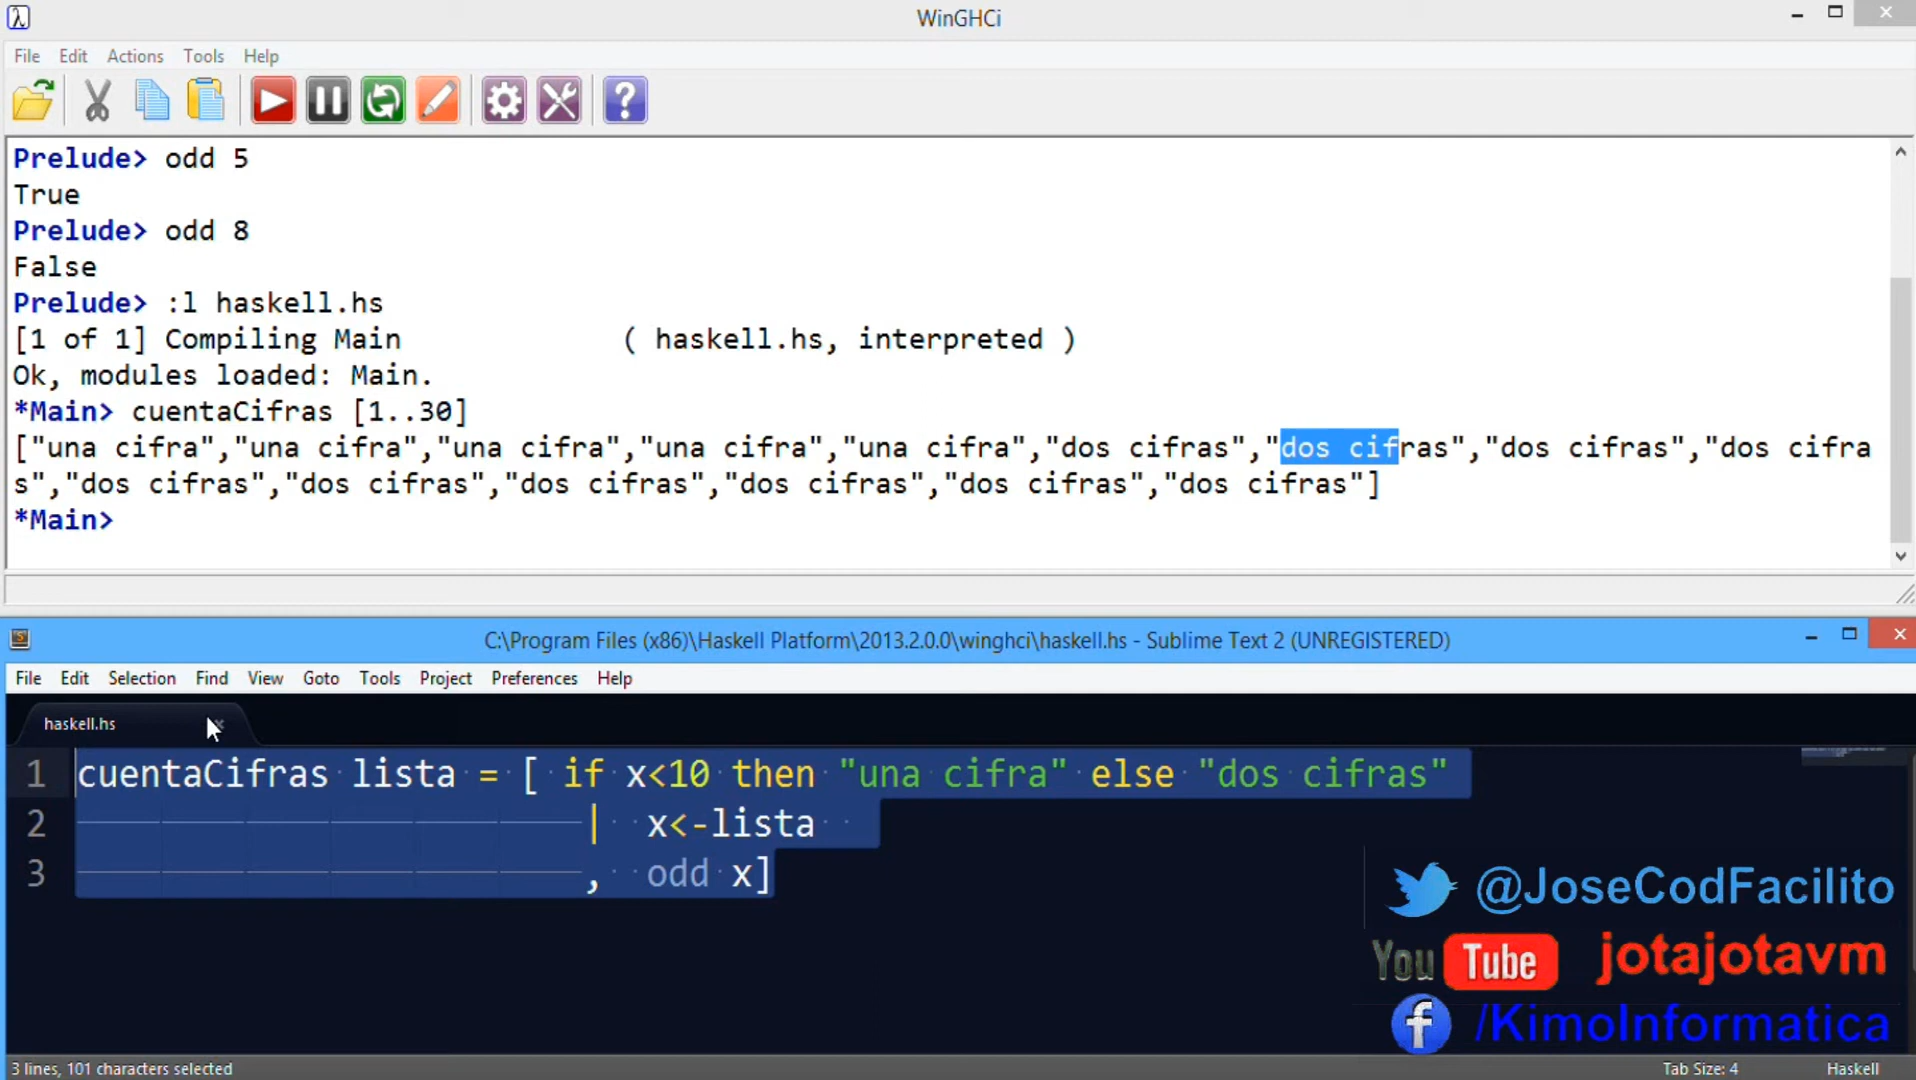 WinGHCi
File Edit Actions Tools Help
Prelude> odd 5
True
Prelude> odd 8
False
Prelude> :l haskell.hs
[1 of 1] Compiling Main ( haskell.hs, interpreted )
Ok, modules loaded: Main.
*Main> cuentaCifras [1..30]
["una cifra","una cifra","una cifra","una cifra","una cifra","dos cifras","dos cifras","dos cifras","dos cifra
s","dos cifras","dos cifras","dos cifras","dos cifras","dos cifras","dos cifras"]
*Main>
C:\Program Files (x86)\Haskell Platform\2013.2.0.0\winghci\haskell.hs - Sublime Text 2 (UNREGISTERED)
File Edit Selection Find View Goto Tools Project Preferences Help
haskell.hs
1 cuentaCifras lista = [ if x<10 then "una cifra" else "dos cifras"
2 | x<-lista
3 , odd x]
@JoseCodFacilito
You Tube jotajotavm
f /KimoInformatica
3 lines, 101 characters selected Tab Size: 4 Haskell